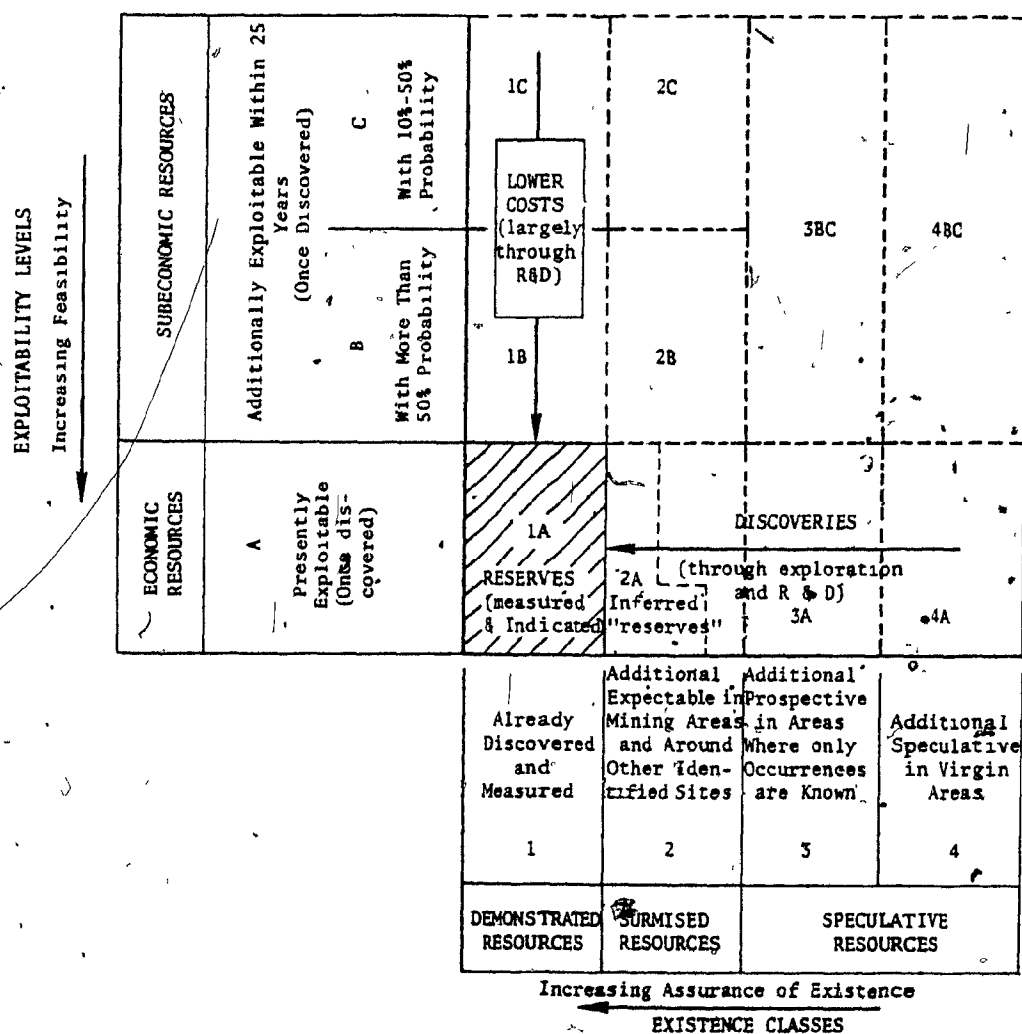 EXPLOITABILITY LEVELS
Increasing Feasibility
SUBECONOMIC RESOURCES
Additionally Exploitable Within 25
Years
(Once Discovered)
C
With 10%-50%
Probability
B
With More Than
50% Probability
1C
2C
LOWER
COSTS
(largely
through
R&D)
3BC
4BC
1B
2B
ECONOMIC
RESOURCES
A
Presently
Exploitable
(Once dis-
covered)
1A
RESERVES
(measured
& Indicated
DISCOVERIES
(through exploration
and R & D)
2A
Inferred
"reserves"
3A
4A
Already
Discovered
and
Measured
1
Additional
Expectable in
Mining Areas
and Around
Other Iden-
tified Sites
2
Additional
Prospective
in Areas
Where only
Occurrences
are Known
3
Additional
Speculative
in Virgin
Areas
4
DEMONSTRATED
RESOURCES
SURMISED
RESOURCES
SPECULATIVE
RESOURCES
Increasing Assurance of Existence
EXISTENCE CLASSES